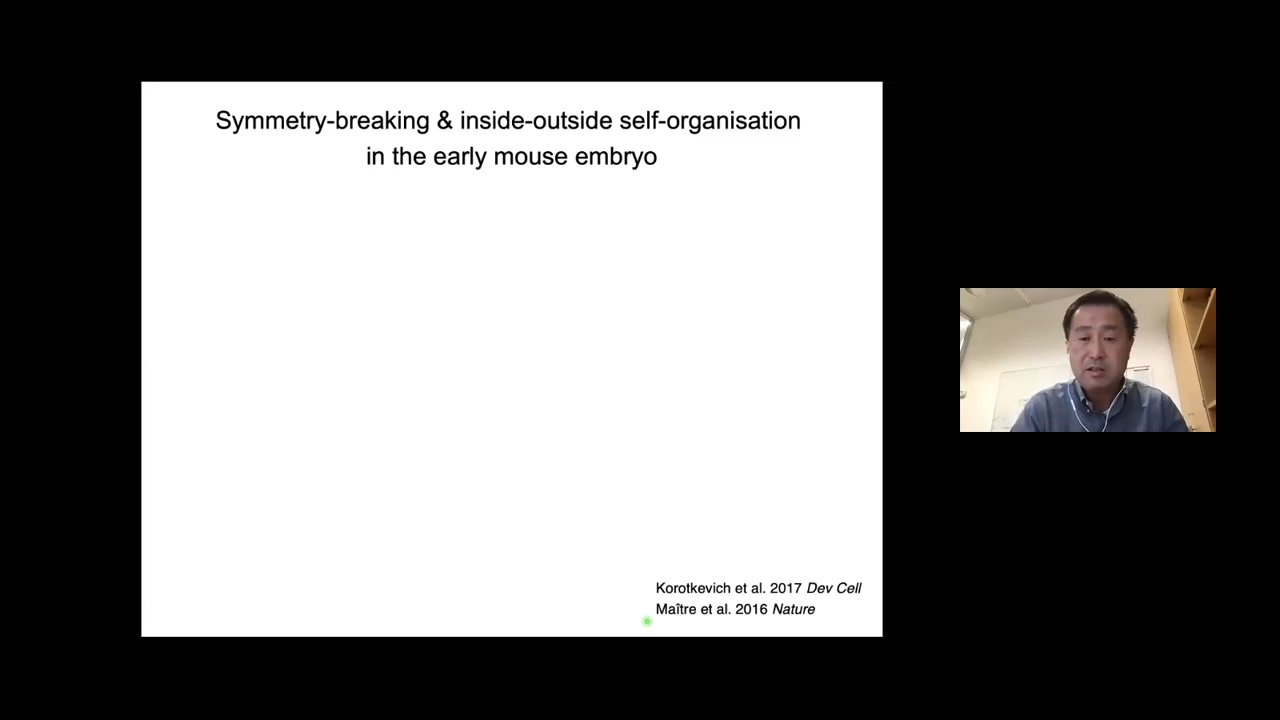 Symmetry-breaking & inside-outside self-organisation
in the early mouse embryo
Korotkevich et al. 2017 Dev Cell
Maître et al. 2016 Nature